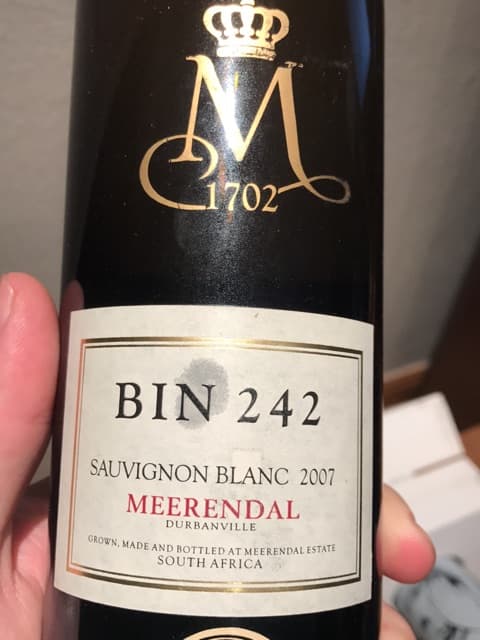 M
1702
BIN 242
SAUVIGNON BLANC 2007
MEERENDAL
DURBANVILLE
GROWN, MADE AND BOTTLED AT MEERENDAL ESTATE
SOUTH AFRICA